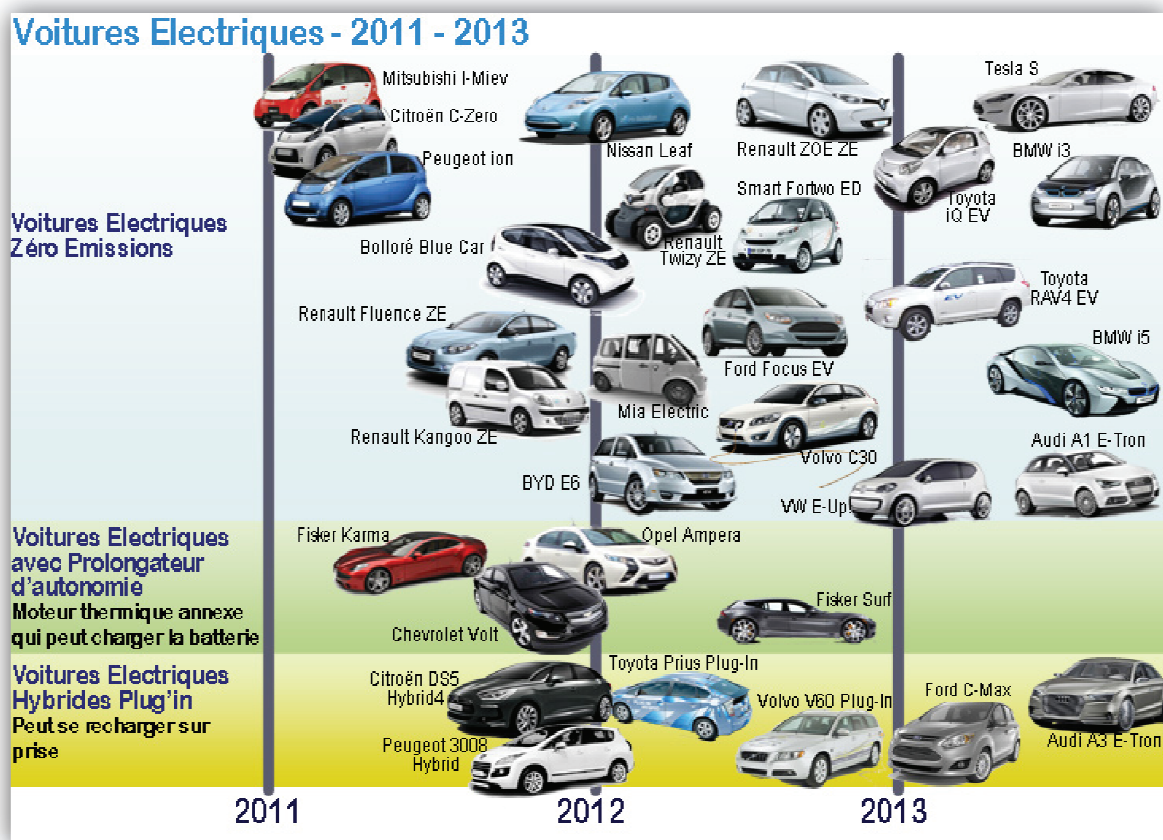 Voitures Electriques - 2011 - 2013
Mitsubishi I-Miev
Citroën C-Zero
Peugeot ion
Nissan Leaf
Renault ZOE ZE
Tesla S
BMW i3
Toyota
iQ EV
Smart Fortwo ED
Renault
Twizy ZE
Voitures Electriques
Zéro Emissions
Bolloré Blue Car
Toyota
RAV4 EV
EV
Renault Fluence ZE
Ford Focus EV
BMW i5
Mia Electric
Renault Kangoo ZE
Volvo C30
Audi A1 E-Tron
BYD E6
VW E-Up!
Voitures Electriques
avec Prolongateur
d'autonomie
Moteur thermique annexe
qui peut charger la batterie
Fisker Karma
Opel Ampera
Chevrolet Volt
Fisker Surf
Voitures Electriques
Hybrides Plug'in
Peut se recharger sur
prise
Citroën DS5
Hybrid4
Toyota Prius Plug-In
Volvo V60 Plug-In
Ford C-Max
Audi A3 E-Tron
Peugeot 3008
Hybrid
2011
2012
2013